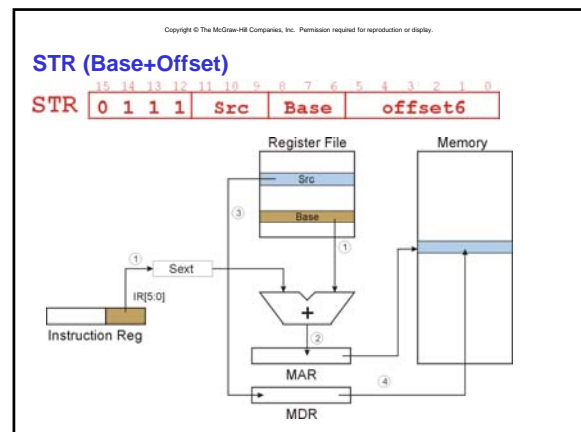 Copyright © The McGraw-Hill Companies, Inc. Permission required for reproduction or display.
STR (Base+Offset)
15 14 13 12 11 10 9 8 7 6 5 4 3 2 1 0
STR 0 1 1 1 Src Base offset6
Register File Memory
Src
③
Base
①
① Sext
IR[5:0]
+
Instruction Reg
②
MAR
④
MDR